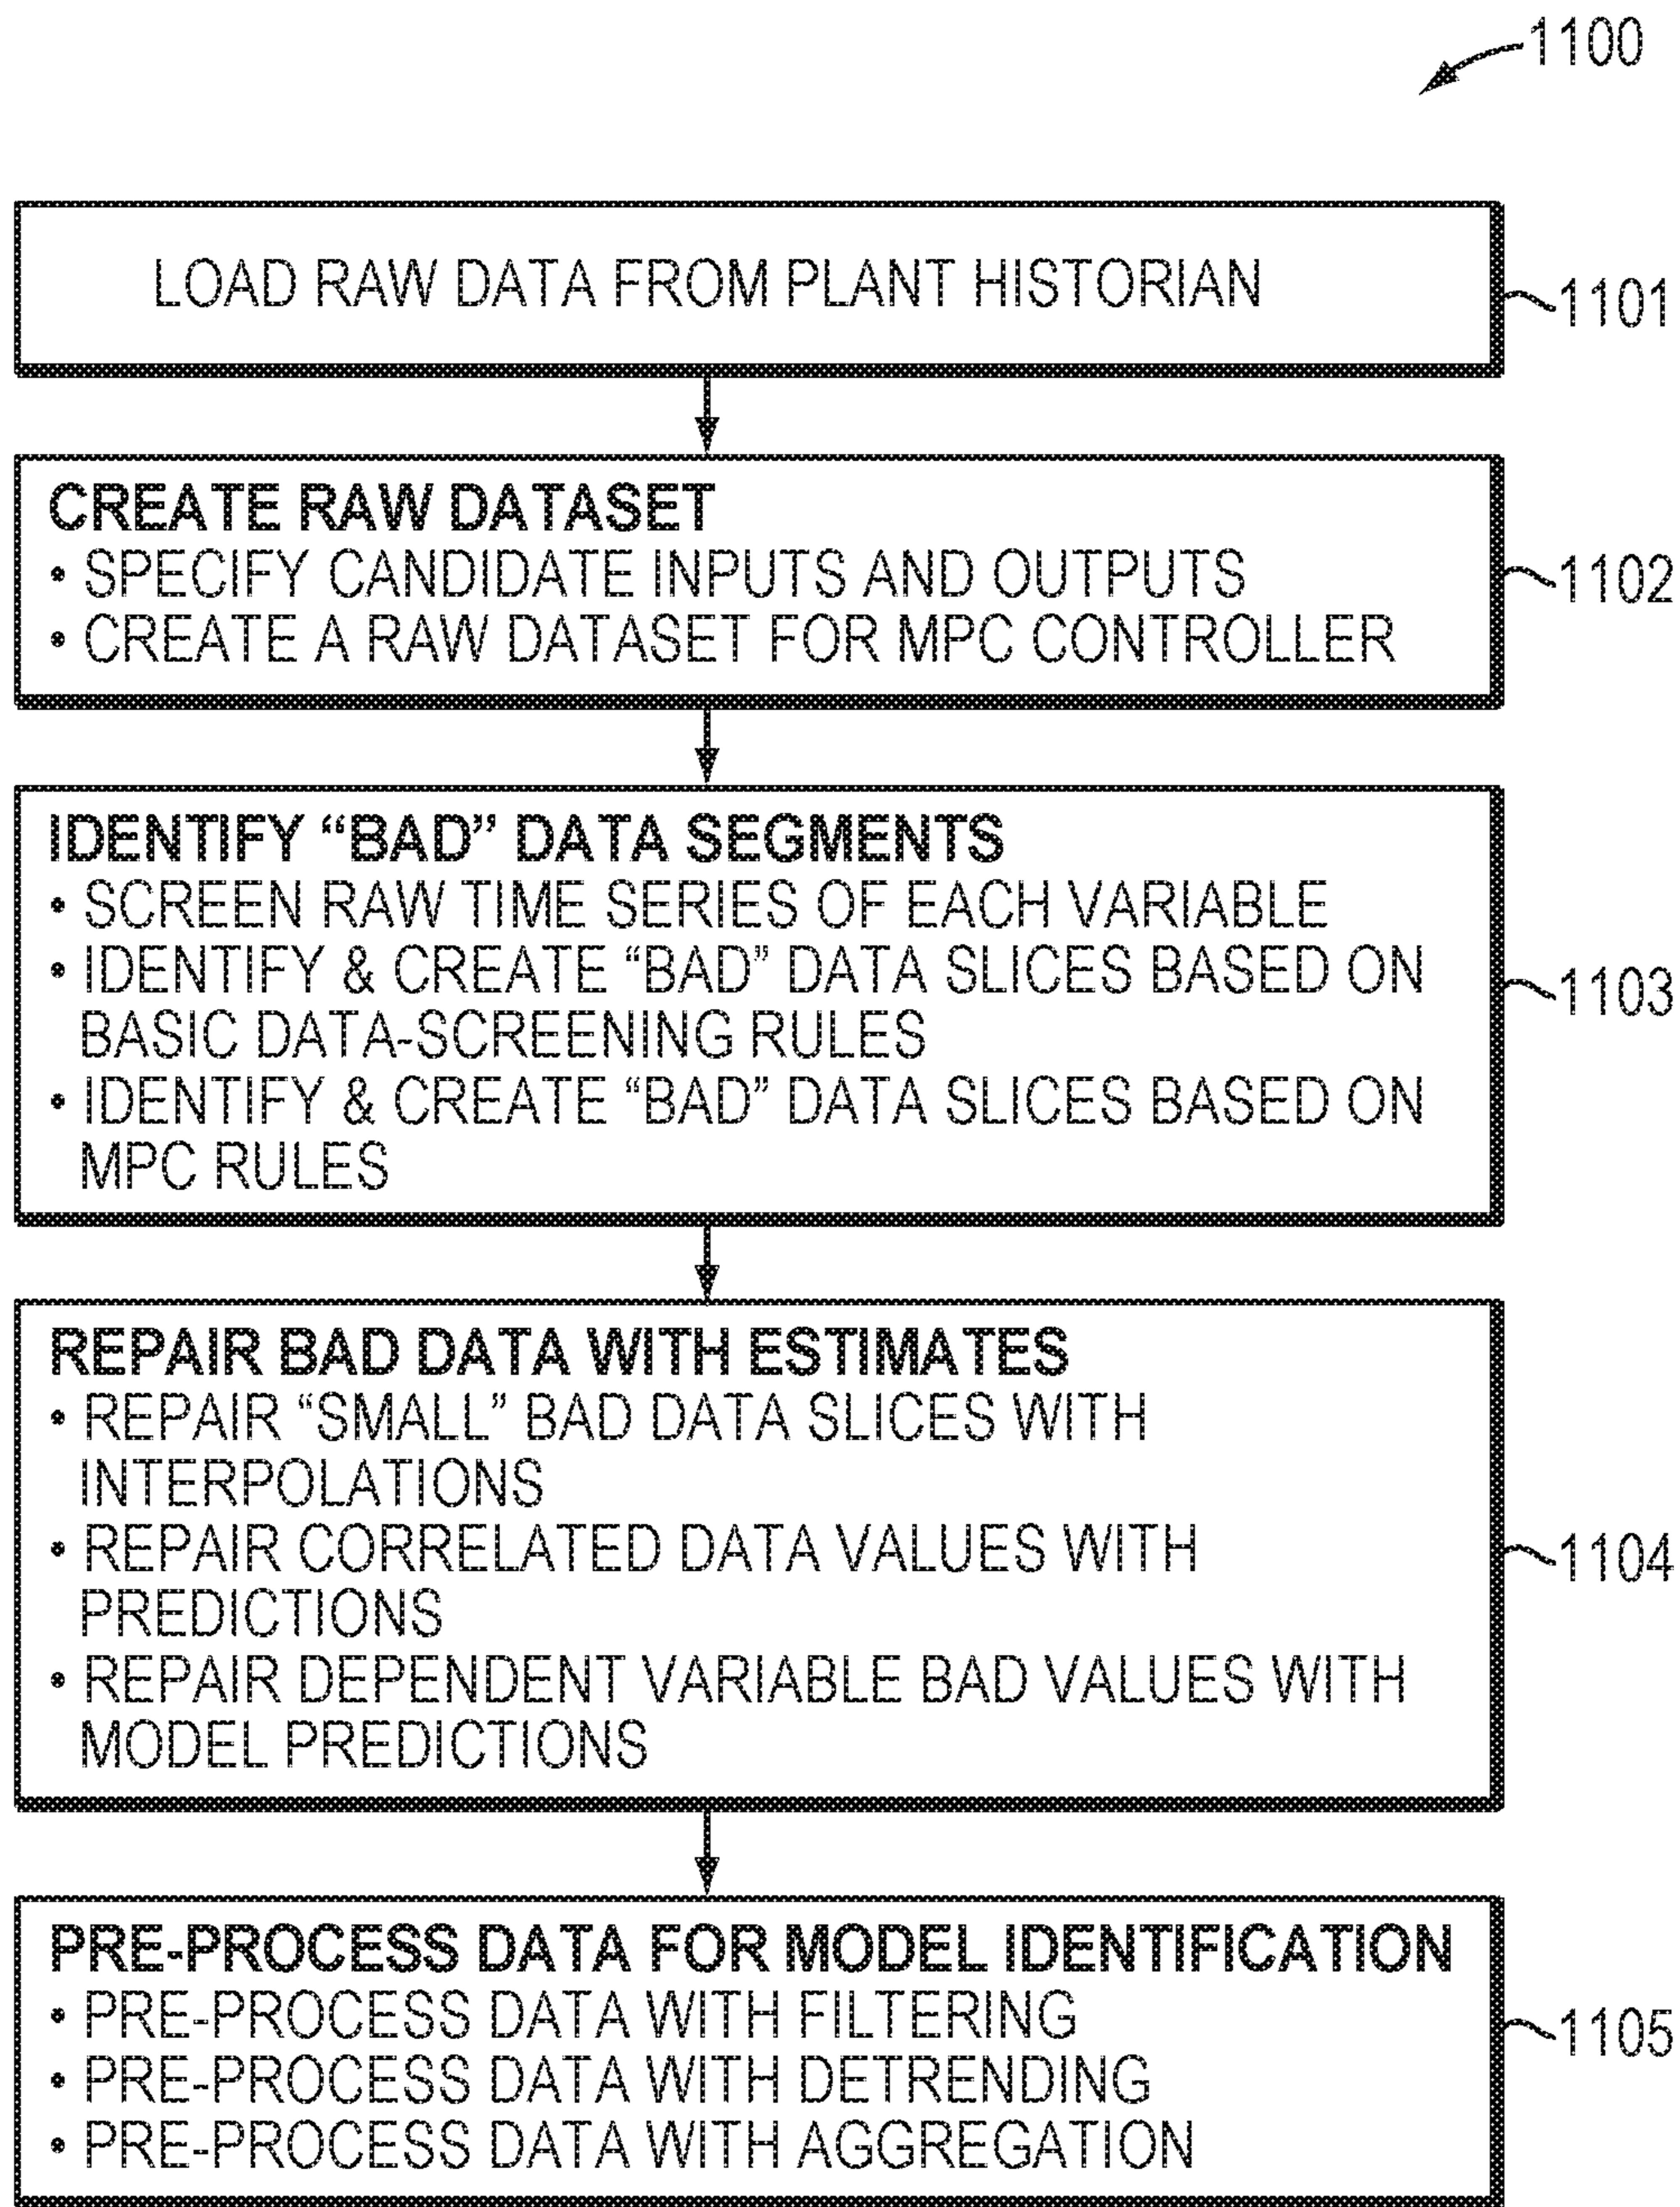 1100
LOAD RAW DATA FROM PLANT HISTORIAN
1101
CREATE RAW DATASET
• SPECIFY CANDIDATE INPUTS AND OUTPUTS
• CREATE A RAW DATASET FOR MPC CONTROLLER
1102
IDENTIFY “BAD” DATA SEGMENTS
• SCREEN RAW TIME SERIES OF EACH VARIABLE
• IDENTIFY & CREATE “BAD” DATA SLICES BASED ON
BASIC DATA-SCREENING RULES
• IDENTIFY & CREATE “BAD” DATA SLICES BASED ON
MPC RULES
1103
REPAIR BAD DATA WITH ESTIMATES
• REPAIR “SMALL” BAD DATA SLICES WITH
INTERPOLATIONS
• REPAIR CORRELATED DATA VALUES WITH
PREDICTIONS
• REPAIR DEPENDENT VARIABLE BAD VALUES WITH
MODEL PREDICTIONS
1104
PRE-PROCESS DATA FOR MODEL IDENTIFICATION
• PRE-PROCESS DATA WITH FILTERING
• PRE-PROCESS DATA WITH DETRENDING
• PRE-PROCESS DATA WITH AGGREGATION
1105